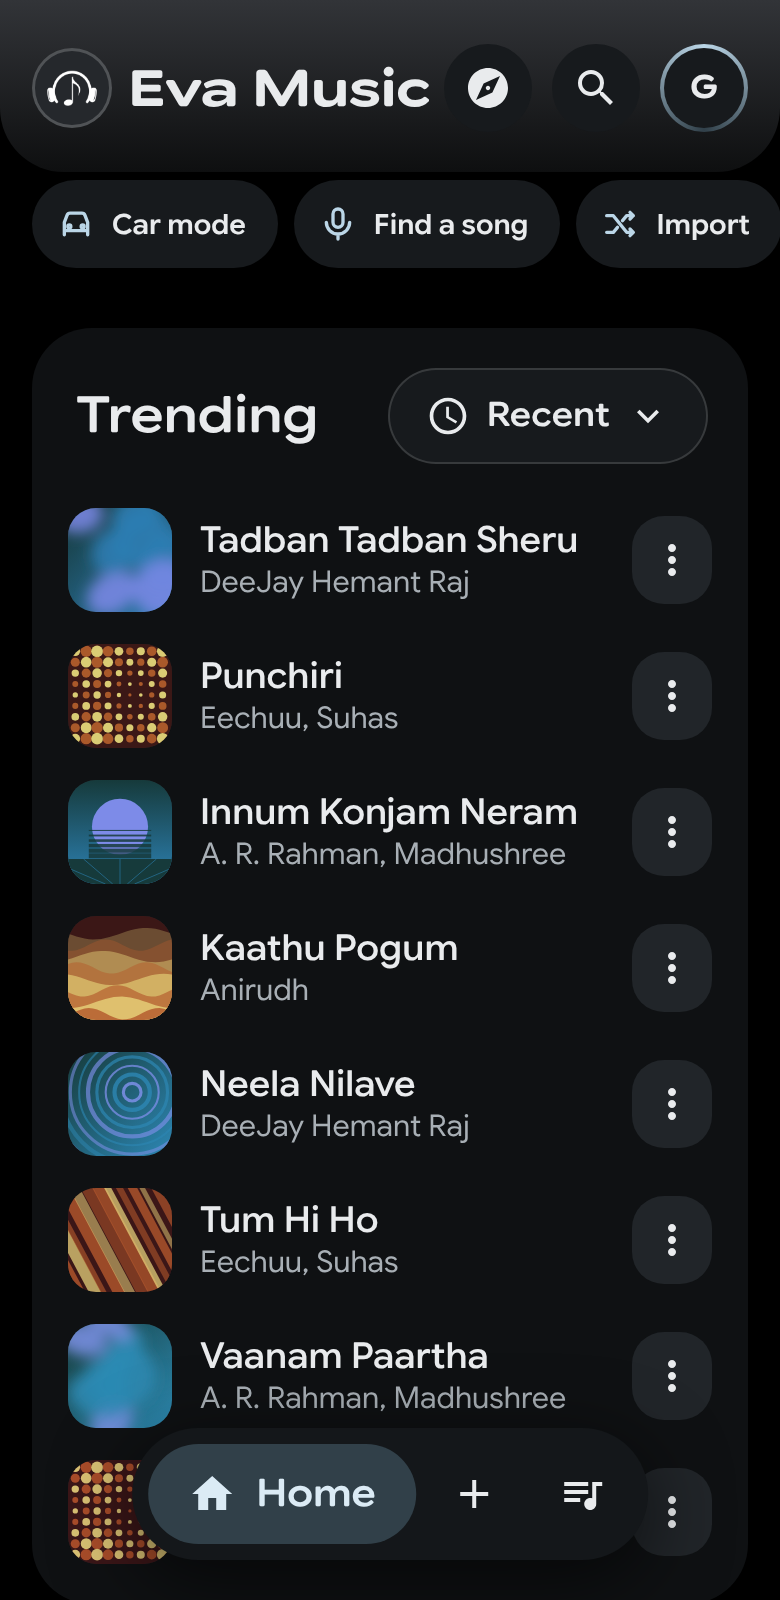 Eva Music
G
Car mode
Find a song
Import
Trending
Recent
Tadban Tadban Sheru
DeeJay Hemant Raj
Punchiri
Eechuu, Suhas
Innum Konjam Neram
A. R. Rahman, Madhushree
Kaathu Pogum
Anirudh
Neela Nilave
DeeJay Hemant Raj
Tum Hi Ho
Eechuu, Suhas
Vaanam Paartha
A. R. Rahman, Madhushree
Home